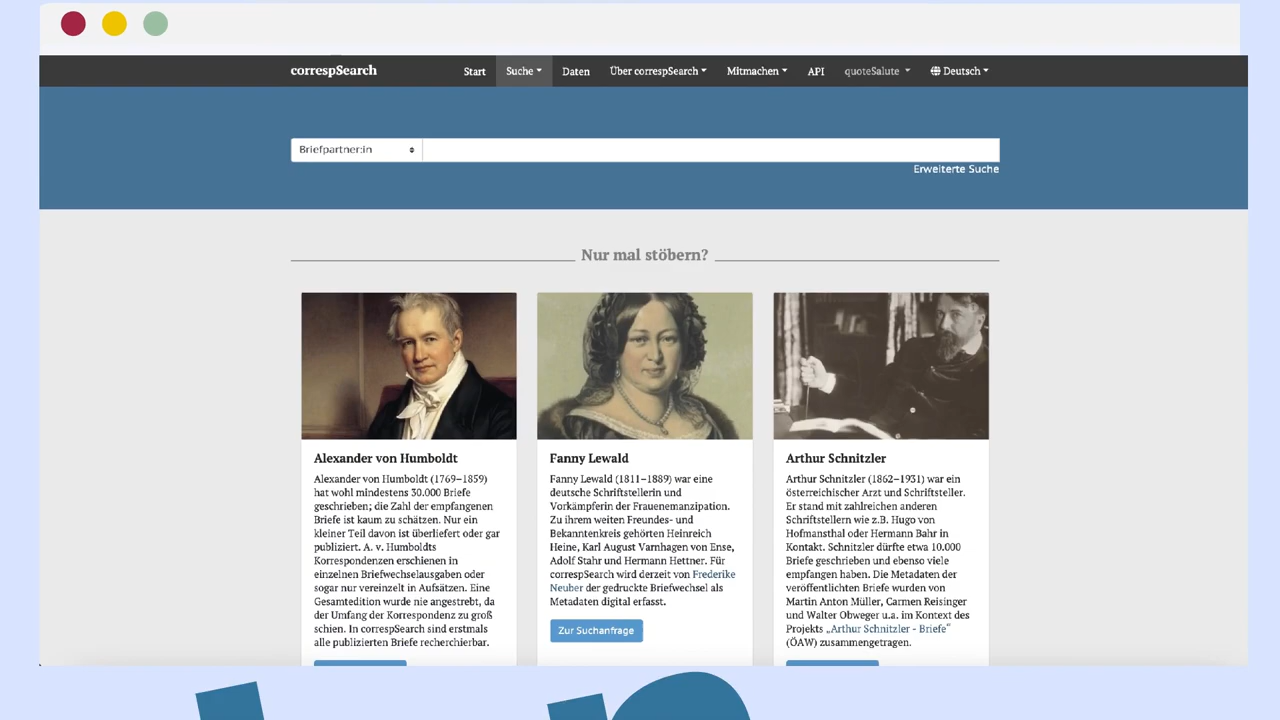 correspSearch
Start Suche Daten Über correspSearch Mitmachen API quoteSalute Deutsch
Briefpartner:in
Erweiterte Suche
Nur mal stöbern?
Alexander von Humboldt
Alexander von Humboldt (1769–1859)
hat wohl mindestens 30.000 Briefe
geschrieben; die Zahl der empfangenen
Briefe ist kaum zu schätzen. Nur ein
kleiner Teil davon ist überliefert oder gar
publiziert. A. v. Humboldts
Korrespondenzen erschienen in
einzelnen Briefwechselausgaben oder
sogar nur vereinzelt in Aufsätzen. Eine
Gesamtedition wurde nie angestrebt, da
der Umfang der Korrespondenz zu groß
schien. In correspSearch sind erstmals
alle publizierten Briefe recherchierbar.
Fanny Lewald
Fanny Lewald (1811–1889) war eine
deutsche Schriftstellerin und
Vorkämpferin der Frauenemanzipation.
Zu ihrem weiten Freundes- und
Bekanntenkreis gehörten Heinrich
Heine, Karl August Varnhagen von Ense,
Adolf Stahr und Hermann Hettner. Für
correspSearch wird derzeit von Frederike
Neuber der gedruckte Briefwechsel als
Metadaten digital erfasst.
Zur Suchanfrage
Arthur Schnitzler
Arthur Schnitzler (1862–1931) war ein
österreichischer Arzt und Schriftsteller.
Er stand mit zahlreichen anderen
Schriftstellern wie z.B. Hugo von
Hofmansthal oder Hermann Bahr in
Kontakt. Schnitzler dürfte etwa 10.000
Briefe geschrieben und ebenso viele
empfangen haben. Die Metadaten der
veröffentlichten Briefe wurden von
Martin Anton Müller, Carmen Reisinger
und Walter Obweger u.a. im Kontext des
Projekts „Arthur Schnitzler - Briefe“
(ÖAW) zusammengetragen.